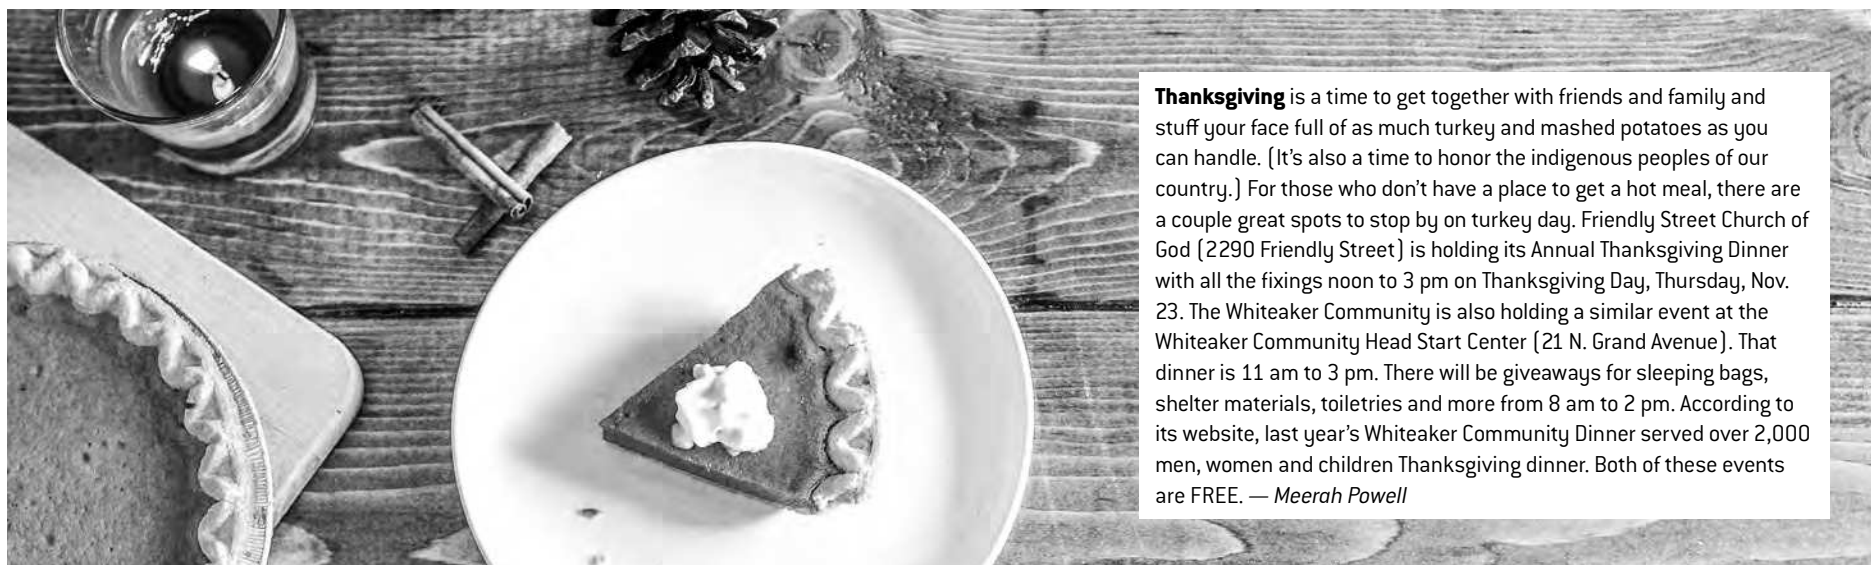 Thanksgiving is a time to get together with friends and family and
stuff your face full of as much turkey and mashed potatoes as you
can handle. (It's also a time to honor the indigenous peoples of our
country.) For those who don't have a place to get a hot meal, there are
a couple great spots to stop by on turkey day. Friendly Street Church of
God (2290 Friendly Street) is holding its Annual Thanksgiving Dinner
with all the fixings noon to 3 pm on Thanksgiving Day, Thursday, Nov.
23. The Whiteaker Community is also holding a similar event at the
Whiteaker Community Head Start Center (21 N. Grand Avenue). That
dinner is 11 am to 3 pm. There will be giveaways for sleeping bags,
shelter materials, toiletries and more from 8 am to 2 pm. According to
its website, last year's Whiteaker Community Dinner served over 2,000
men, women and children Thanksgiving dinner. Both of these events
are FREE. — Meerah Powell